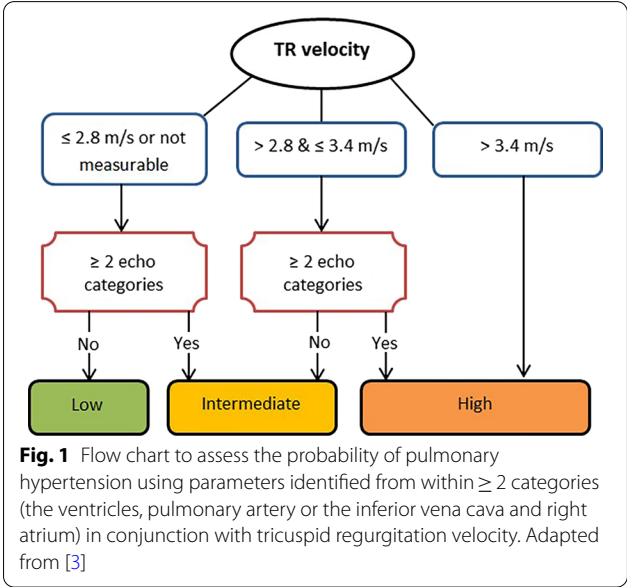 TR velocity
≤ 2.8 m/s or not
measurable
> 2.8 & ≤ 3.4 m/s
> 3.4 m/s
≥ 2 echo
categories
≥ 2 echo
categories
No
Yes
No
Yes
Low
Intermediate
High
Fig. 1 Flow chart to assess the probability of pulmonary
hypertension using parameters identified from within ≥ 2 categories
(the ventricles, pulmonary artery or the inferior vena cava and right
atrium) in conjunction with tricuspid regurgitation velocity. Adapted
from [3]